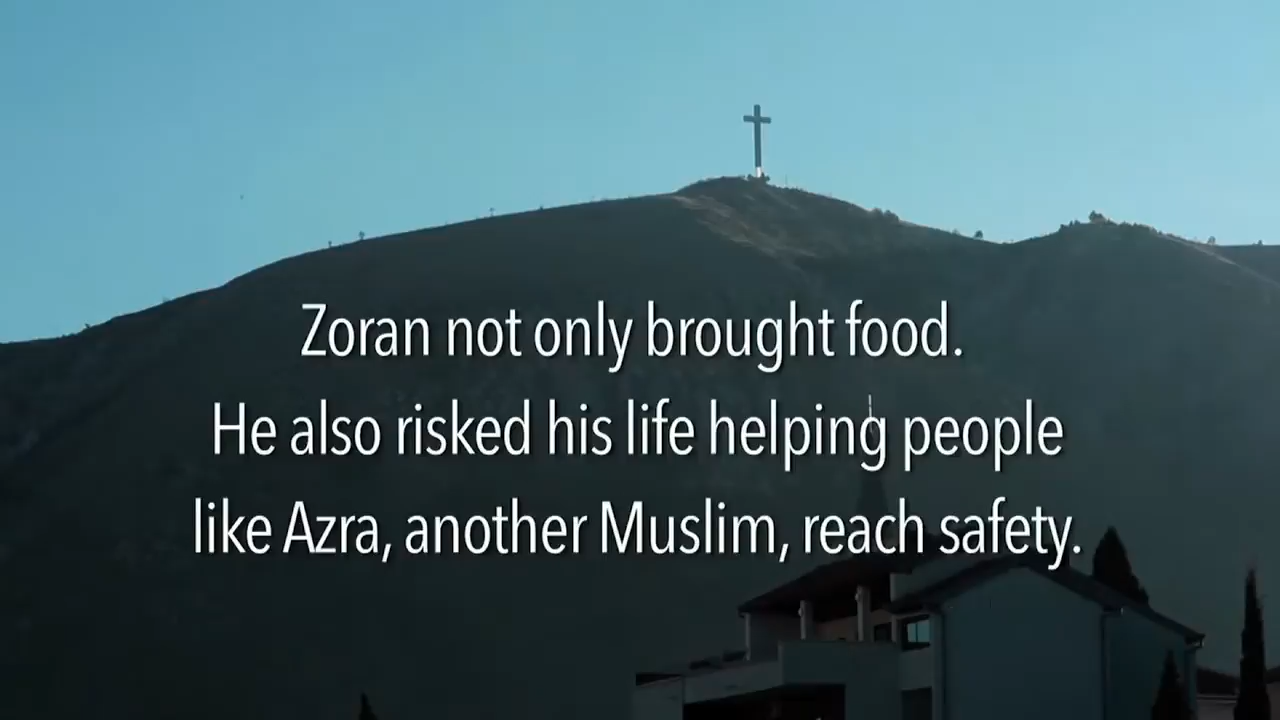 Zoran not only brought food.
He also risked his life helping people
like Azra, another Muslim, reach safety.